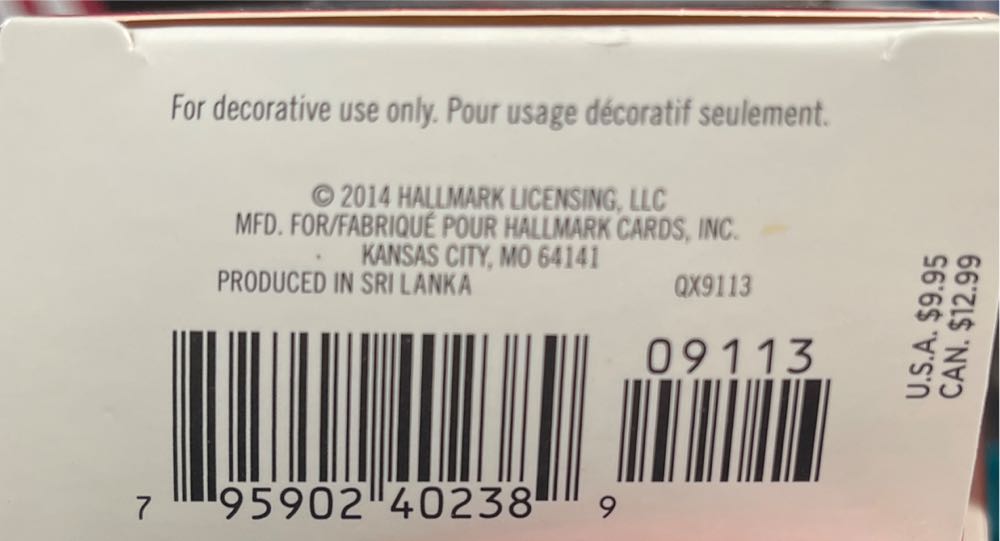 For decorative use only. Pour usage décoratif seulement.
© 2014 HALLMARK LICENSING, LLC
MFD. FOR/FABRIQUÉ POUR HALLMARK CARDS, INC.
KANSAS CITY, MO 64141
PRODUCED IN SRI LANKA QX9113
U.S.A. $9.95
CAN. $12.99
09113
7 95902 40238 9